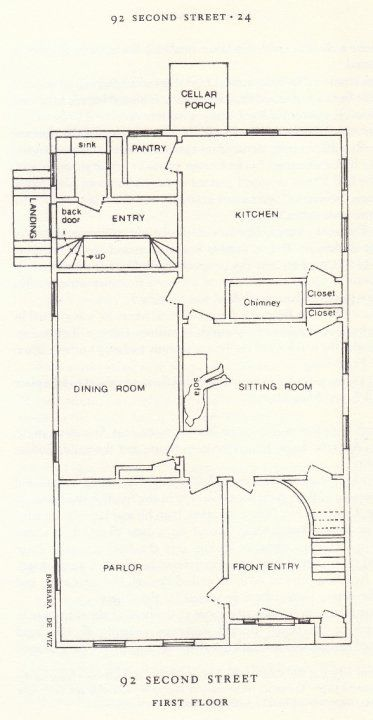 92 SECOND STREET · 24
CELLAR
PORCH
sink
PANTRY
LANDING
back
door
ENTRY
up
KITCHEN
Chimney
Closet
Closet
DINING ROOM
sofa
SITTING ROOM
PARLOR
FRONT ENTRY
BARBARA DE WIZ
92 SECOND STREET
FIRST FLOOR